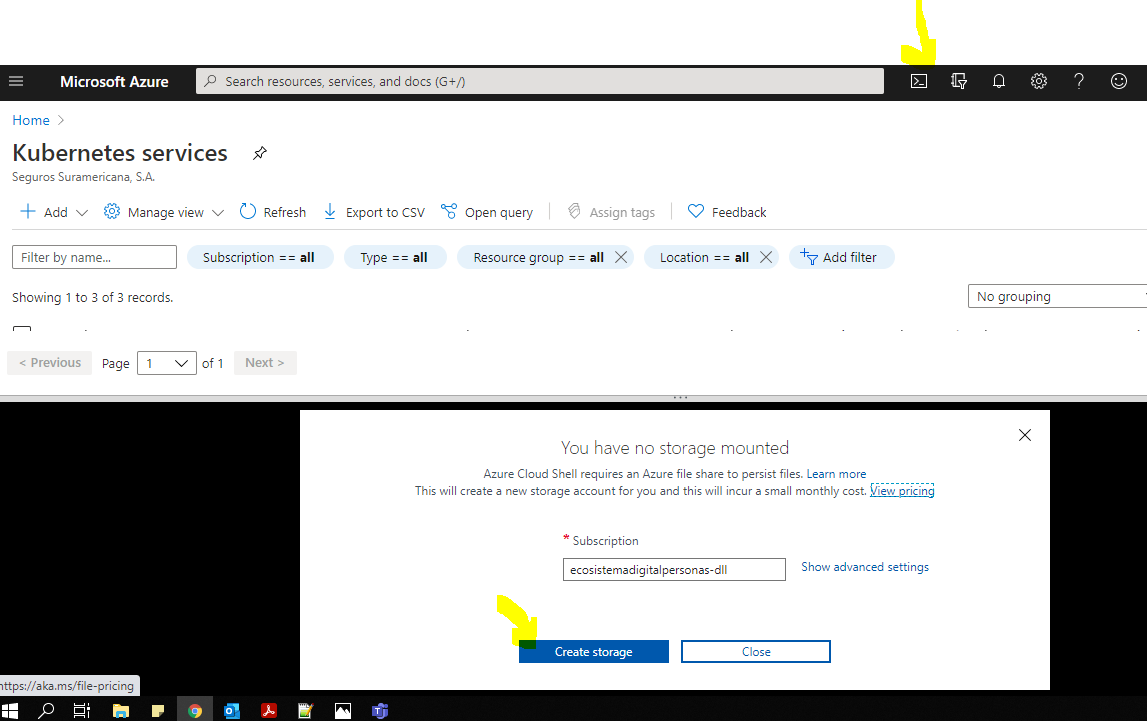 Microsoft Azure
Search resources, services, and docs (G+/)
Home
Kubernetes services
Seguros Suramericana, S.A.
Add
Manage view
Refresh
Export to CSV
Open query
Assign tags
Feedback
Filter by name...
Subscription == all
Type == all
Resource group == all
Location == all
Add filter
Showing 1 to 3 of 3 records.
No grouping
< Previous
Page
1
of 1
Next >
You have no storage mounted
Azure Cloud Shell requires an Azure file share to persist files. Learn more
This will create a new storage account for you and this will incur a small monthly cost. View pricing
* Subscription
ecosistemadigitalpersonas-dll
Show advanced settings
Create storage
Close
https://aka.ms/file-pricing